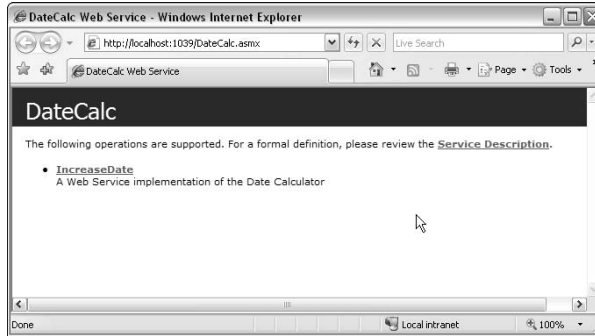 DateCalc Web Service - Windows Internet Explorer
http://localhost:1039/DateCalc.asmx
Live Search
DateCalc Web Service
Page
Tools
DateCalc
The following operations are supported. For a formal definition, please review the Service Description.
• IncreaseDate
A Web Service implementation of the Date Calculator
Done
Local intranet
100%